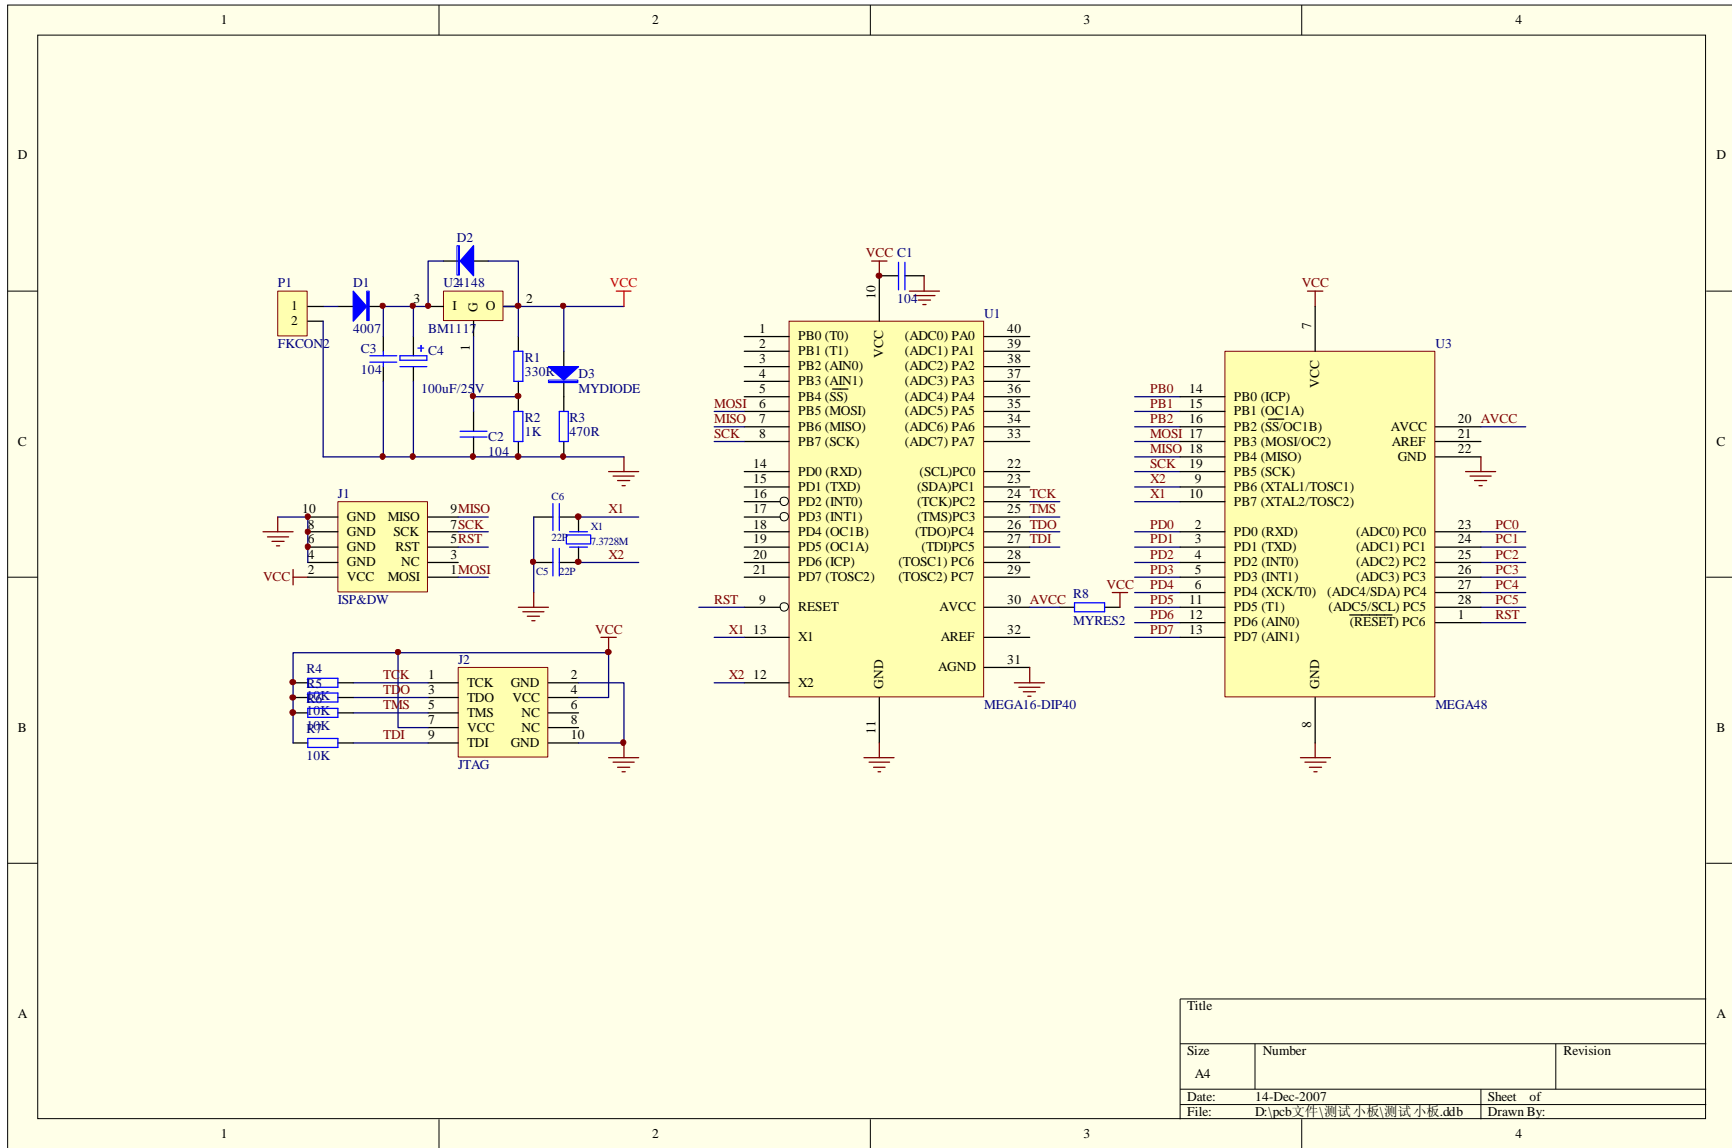 1 2 3 4
D D
C C
B B
A A
P1
1
2
FKCON2
D1
4007
D2
4148
U2
3 I G O 2
BM1117
1
VCC
C3
104
C4
+
100uF/25V
R1
330R
D3
MYDIODE
C2
104
R2
1K
R3
470R
J1
10 GND MISO 9 MISO
8 GND SCK 7 SCK
6 GND RST 5 RST
4 GND NC 3
VCC 2 VCC MOSI 1 MOSI
ISP&DW
C6
22P
X1
X1
7.3728M
X2
C5 22P
VCC
J2
R4
TCK 1 TCK GND 2
R5
TDO 3 TDO VCC 4
10K
R6
TMS 5 TMS NC 6
10K
7 VCC NC 8
10K
R7
TDI 9 TDI GND 10
10K
JTAG
VCC C1
104
10
VCC
U1
1 PB0 (T0) (ADC0) PA0 40
2 PB1 (T1) (ADC1) PA1 39
3 PB2 (AIN0) (ADC2) PA2 38
4 PB3 (AIN1) (ADC3) PA3 37
5 PB4 (SS) (ADC4) PA4 36
MOSI 6 PB5 (MOSI) (ADC5) PA5 35
MISO 7 PB6 (MISO) (ADC6) PA6 34
SCK 8 PB7 (SCK) (ADC7) PA7 33
14 PD0 (RXD) (SCL)PC0 22
15 PD1 (TXD) (SDA)PC1 23
16 PD2 (INT0) (TCK)PC2 24 TCK
17 PD3 (INT1) (TMS)PC3 25 TMS
18 PD4 (OC1B) (TDO)PC4 26 TDO
19 PD5 (OC1A) (TDI)PC5 27 TDI
20 PD6 (ICP) (TOSC1) PC6 28
21 PD7 (TOSC2) (TOSC2) PC7 29
RST 9 RESET AVCC 30 AVCC
R8
MYRES2
VCC
X1 13 X1 AREF 32
AGND 31
X2 12 X2
GND
11
MEGA16-DIP40
VCC
7
VCC
U3
PB0 14 PB0 (ICP)
PB1 15 PB1 (OC1A)
PB2 16 PB2 (SS/OC1B) AVCC 20 AVCC
MOSI 17 PB3 (MOSI/OC2) AREF 21
MISO 18 PB4 (MISO) GND 22
SCK 19 PB5 (SCK)
X2 9 PB6 (XTAL1/TOSC1)
X1 10 PB7 (XTAL2/TOSC2)
PD0 2 PD0 (RXD) (ADC0) PC0 23 PC0
PD1 3 PD1 (TXD) (ADC1) PC1 24 PC1
PD2 4 PD2 (INT0) (ADC2) PC2 25 PC2
PD3 5 PD3 (INT1) (ADC3) PC3 26 PC3
PD4 6 PD4 (XCK/T0) (ADC4/SDA) PC4 27 PC4
PD5 11 PD5 (T1) (ADC5/SCL) PC5 28 PC5
PD6 12 PD6 (AIN0) (RESET) PC6 1 RST
PD7 13 PD7 (AIN1)
GND
8
MEGA48
Title
Size Number Revision
A4
Date: 14-Dec-2007 Sheet of
File: D:\pcb文件\测试小板\测试小板.ddb Drawn By:
1 2 3 4